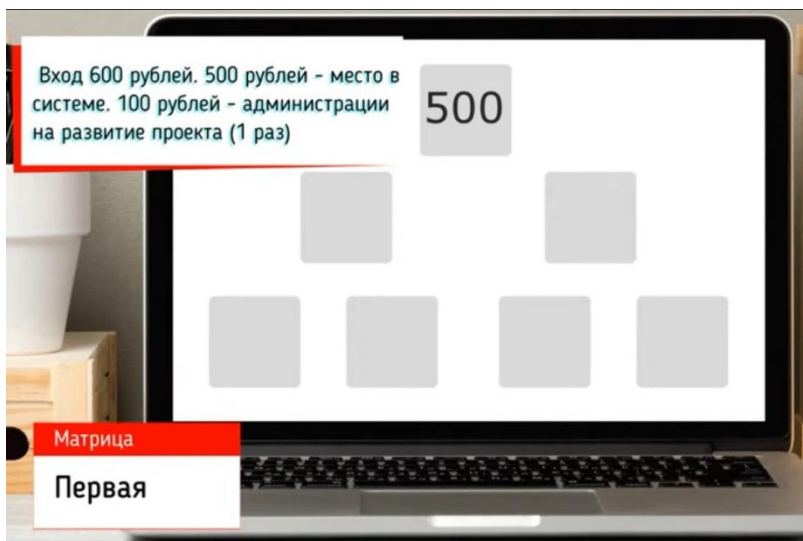 Вход 600 рублей. 500 рублей - место в
системе. 100 рублей - администрации
на развитие проекта (1 раз)
500
Матрица
Первая